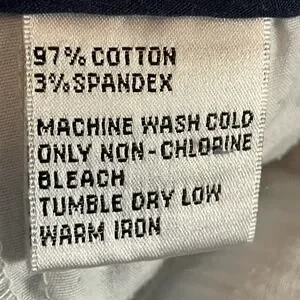 97% COTTON
3% SPANDEX
MACHINE WASH COLD
ONLY NON-CHLORINE
BLEACH
TUMBLE DRY LOW
WARM IRON